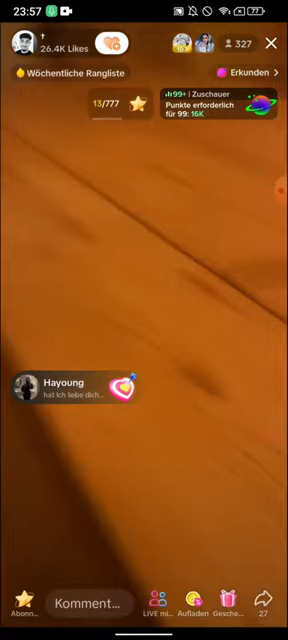 23:57
77
†
26.4K Likes
327
Wöchentliche Rangliste
Erkunden >
13/777
99+ | Zuschauer
Punkte erforderlich
für 99: 16K
Hayoung
hat Ich liebe dich...
Abonn...
Komment...
LIVE mi...
Aufladen
Gesche...
27